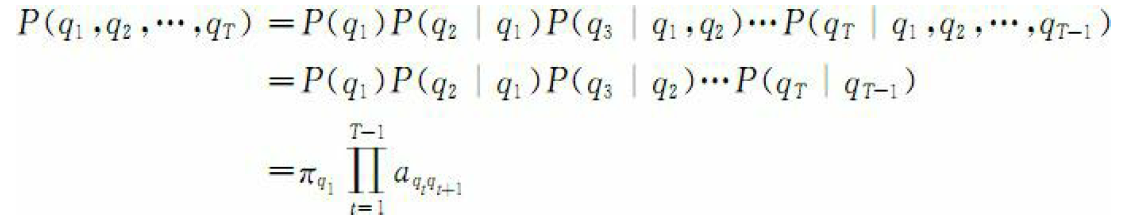 P(q₁,q₂,⋯,q_T) =P(q₁)P(q₂ | q₁)P(q₃ | q₁,q₂)⋯P(q_T | q₁,q₂,⋯,q_{T−1})
=P(q₁)P(q₂ | q₁)P(q₃ | q₂)⋯P(q_T | q_{T−1})
=π_{q₁} ∏_{t=1}^{T−1} a_{q_t q_{t+1}}